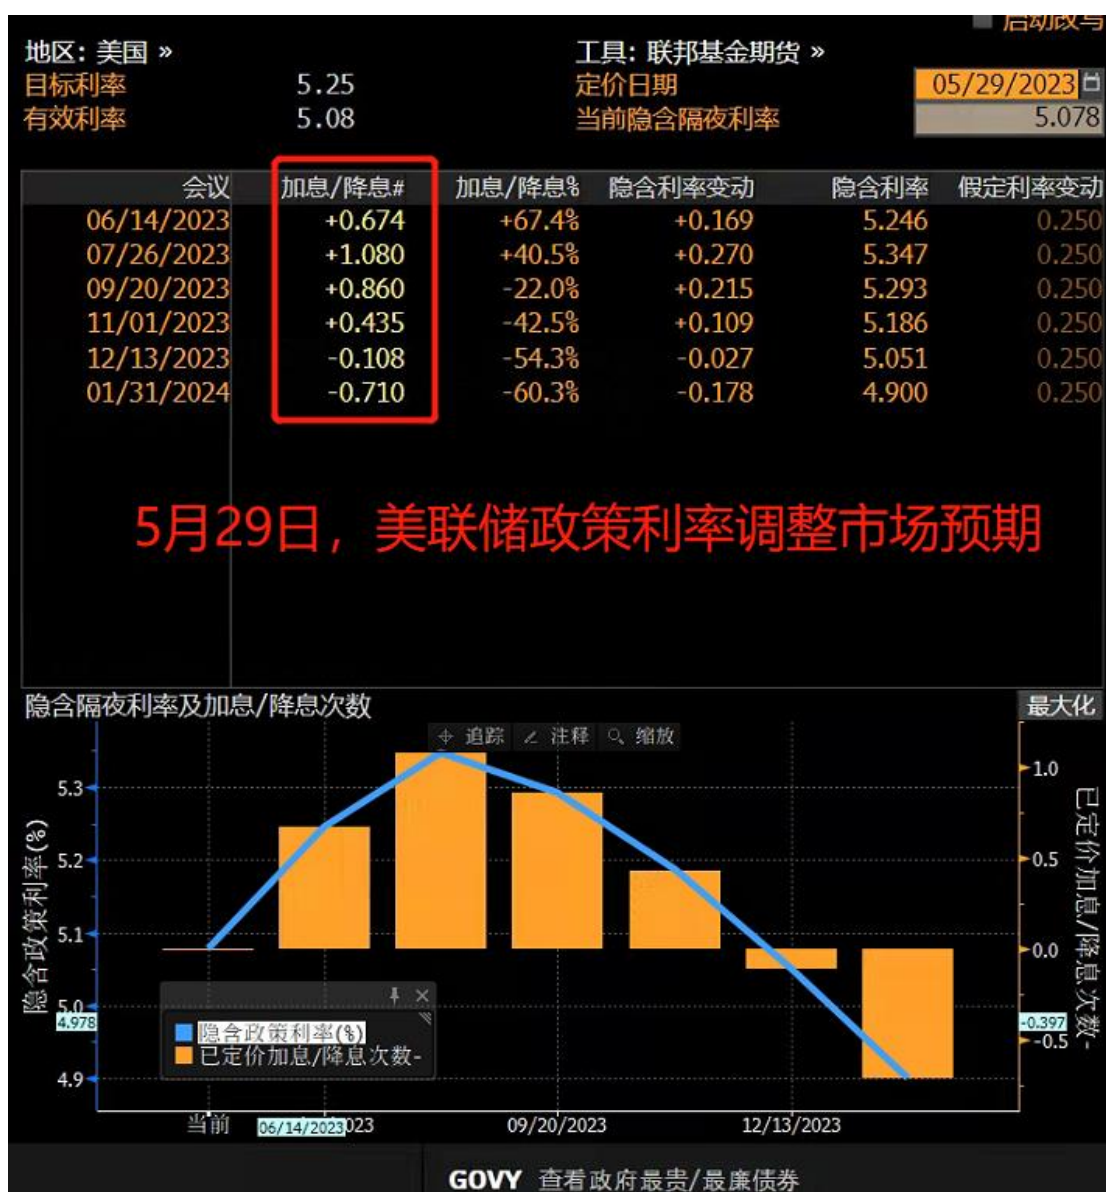 启动改写
地区: 美国 » 工具: 联邦基金期货 »
目标利率 5.25 定价日期 05/29/2023
有效利率 5.08 当前隐含隔夜利率 5.078
会议 加息/降息# 加息/降息% 隐含利率变动 隐含利率 假定利率变动
06/14/2023 +0.674 +67.4% +0.169 5.246 0.250
07/26/2023 +1.080 +40.5% +0.270 5.347 0.250
09/20/2023 +0.860 -22.0% +0.215 5.293 0.250
11/01/2023 +0.435 -42.5% +0.109 5.186 0.250
12/13/2023 -0.108 -54.3% -0.027 5.051 0.250
01/31/2024 -0.710 -60.3% -0.178 4.900 0.250
5月29日，美联储政策利率调整市场预期
隐含隔夜利率及加息/降息次数 最大化
追踪 注释 缩放
隐含政策利率(%)
5.3
5.2
5.1
5.0
4.978
4.9
1.0
0.5
0.0
-0.397
-0.5
已定价加息/降息次数-
隐含政策利率(%)
已定价加息/降息次数-
当前 06/14/2023 023 09/20/2023 12/13/2023
GOVY 查看政府最贵/最廉债券